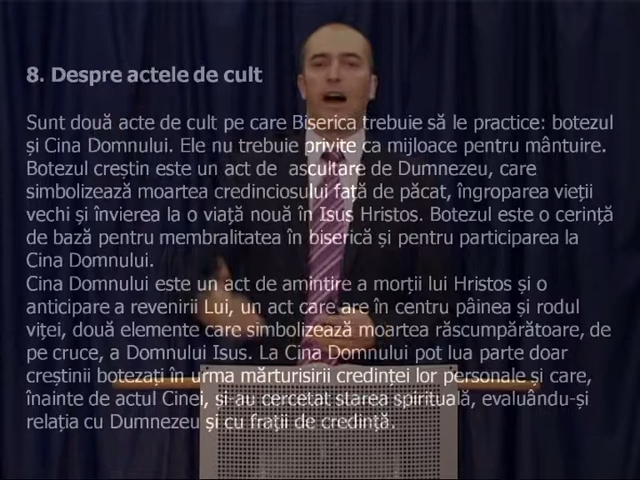 8. Despre actele de cult
Sunt două acte de cult pe care Biserica trebuie să le practice: botezul
și Cina Domnului. Ele nu trebuie privite ca mijloace pentru mântuire.
Botezul creștin este un act de ascultare de Dumnezeu, care
simbolizează moartea credinciosului față de păcat, îngroparea vieții
vechi și învierea la o viață nouă în Isus Hristos. Botezul este o cerință
de bază pentru membralitatea în biserică și pentru participarea la
Cina Domnului.
Cina Domnului este un act de amintire a morții lui Hristos și o
anticipare a revenirii Lui, un act care are în centru pâinea și rodul
viței, două elemente care simbolizează moartea răscumpărătoare, de
pe cruce, a Domnului Isus. La Cina Domnului pot lua parte doar
creștinii botezați în urma mărturisirii credinței lor personale și care,
înainte de actul Cinei, și-au cercetat starea spirituală, evaluându-și
relația cu Dumnezeu și cu frații de credință.